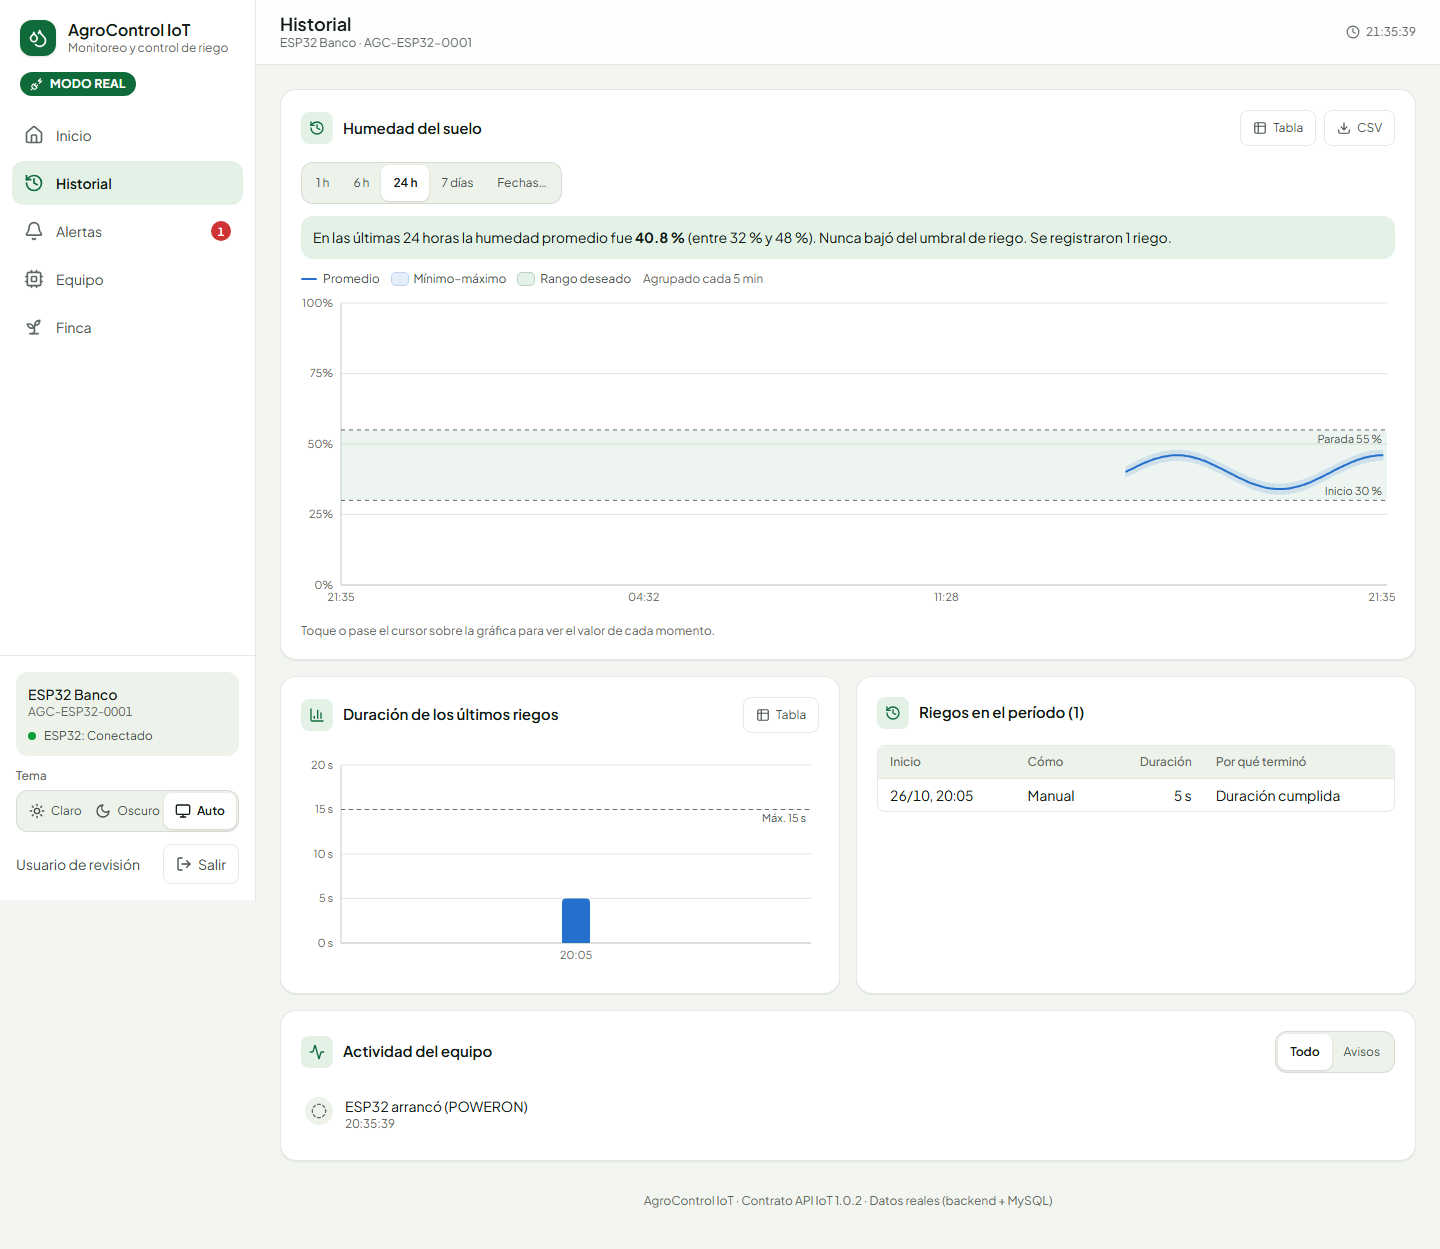 AgroControl IoT
Monitoreo y control de riego
MODO REAL
Inicio
Historial
Alertas 1
Equipo
Finca
ESP32 Banco
AGC-ESP32-0001
ESP32: Conectado
Tema
Claro Oscuro Auto
Usuario de revisión Salir
Historial
ESP32 Banco · AGC-ESP32-0001
21:35:39
Humedad del suelo
Tabla CSV
1 h 6 h 24 h 7 días Fechas...
En las últimas 24 horas la humedad promedio fue 40.8 % (entre 32 % y 48 %). Nunca bajó del umbral de riego. Se registraron 1 riego.
Promedio Mínimo–máximo Rango deseado Agrupado cada 5 min
100%
75%
Parada 55 %
50%
Inicio 30 %
25%
0%
21:35 04:32 11:28 21:35
Toque o pase el cursor sobre la gráfica para ver el valor de cada momento.
Duración de los últimos riegos
Tabla
20 s
15 s
Máx. 15 s
10 s
5 s
0 s
20:05
Riegos en el período (1)
Inicio Cómo Duración Por qué terminó
26/10, 20:05 Manual 5 s Duración cumplida
Actividad del equipo
Todo Avisos
ESP32 arrancó (POWERON)
20:35:39
AgroControl IoT · Contrato API IoT 1.0.2 · Datos reales (backend + MySQL)